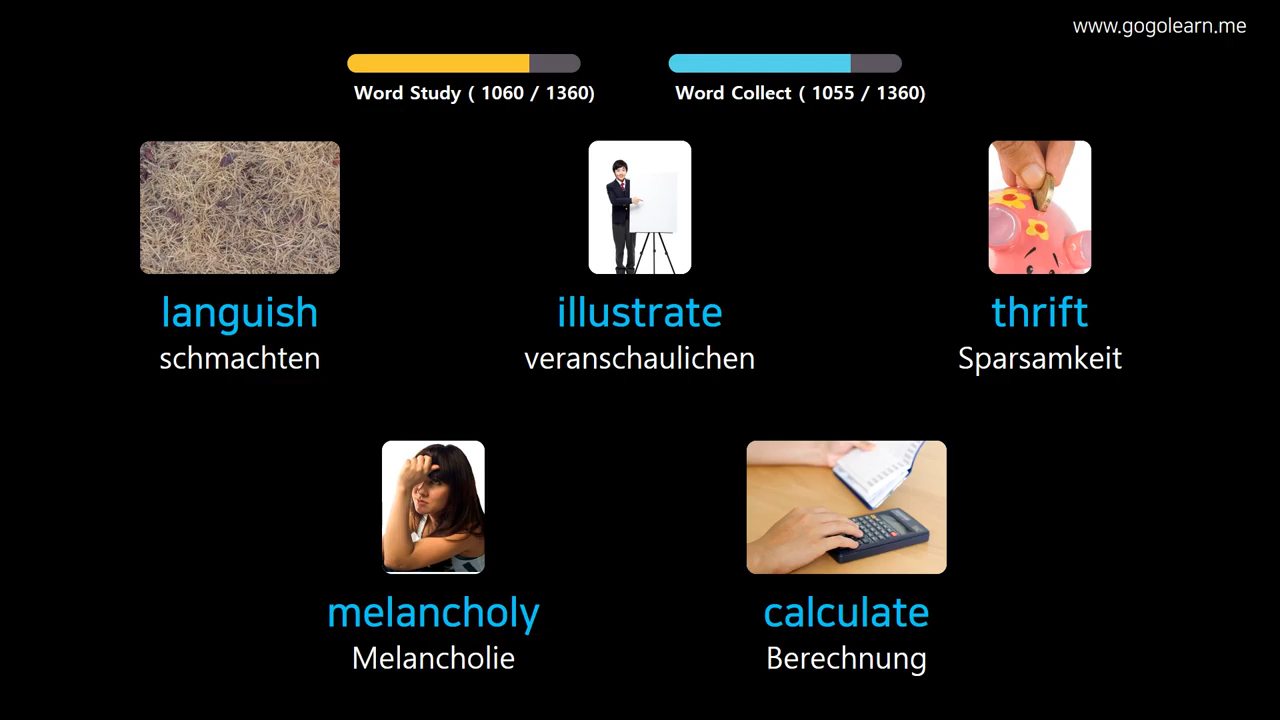 www.gogolearn.me
Word Study ( 1060 / 1360)
Word Collect ( 1055 / 1360)
languish
schmachten
illustrate
veranschaulichen
thrift
Sparsamkeit
melancholy
Melancholie
calculate
Berechnung